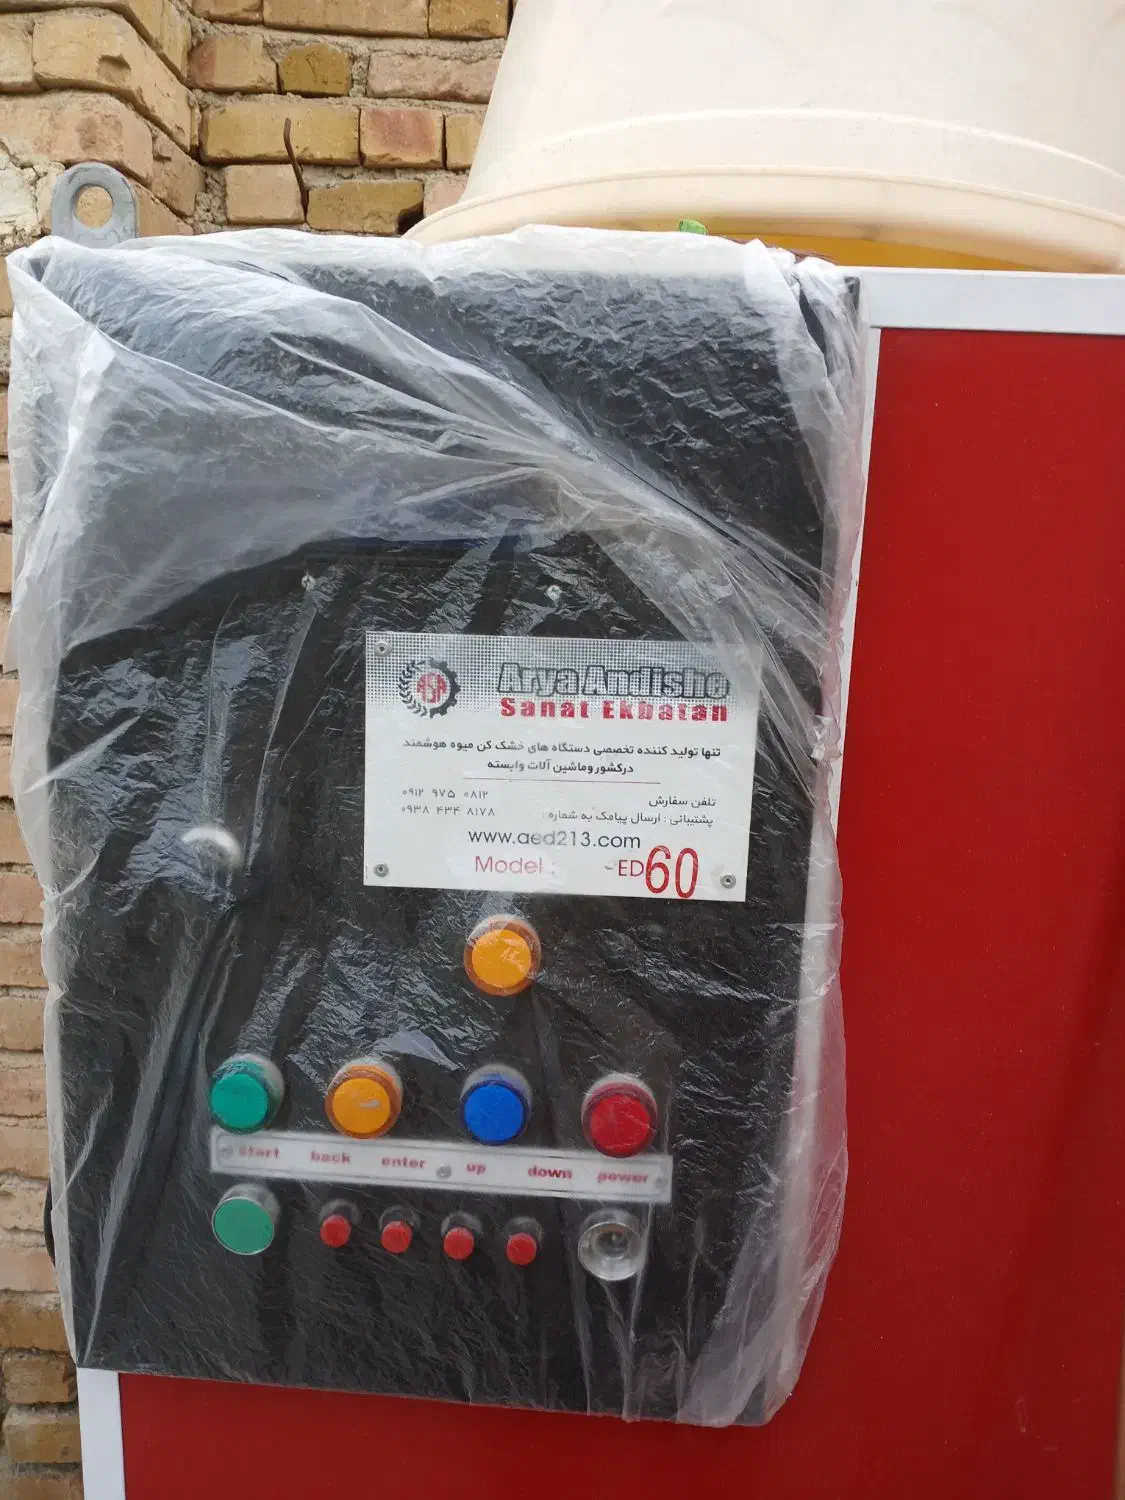 ASA
Arya Andishe
Sanat Ekbatan
تنها تولید کننده تخصصی دستگاه های خشک کن میوه هوشمند
درکشور وماشین آلات وابسته
تلفن سفارش ۰۹۱۲ ۹۷۵ ۰۸۱۲
پشتیبانی : ارسال پیامک به شماره : ۰۹۳۸ ۴۳۴ ۸۱۷۸
www.aed213.com
Model : ED60
start back enter up down power